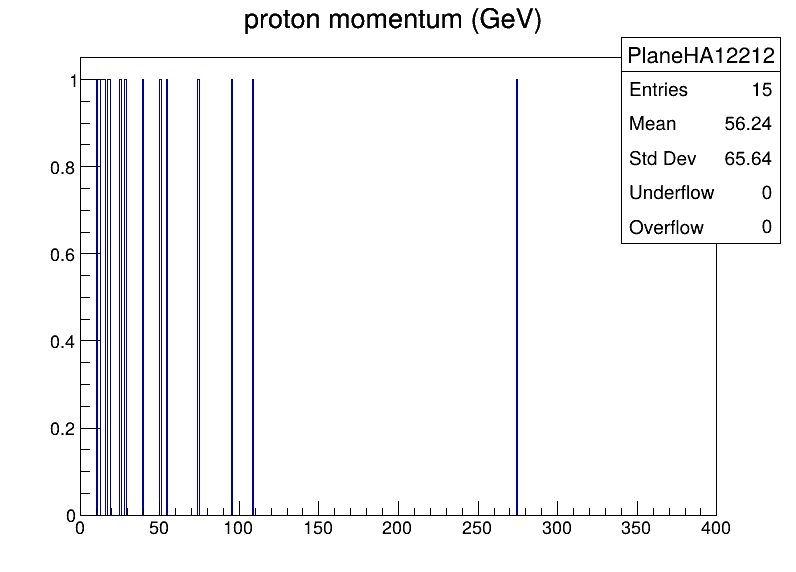 proton momentum (GeV)
PlaneHA12212
Entries 15
Mean 56.24
Std Dev 65.64
Underflow 0
Overflow 0
1
0.8
0.6
0.4
0.2
0
0 50 100 150 200 250 300 350 400